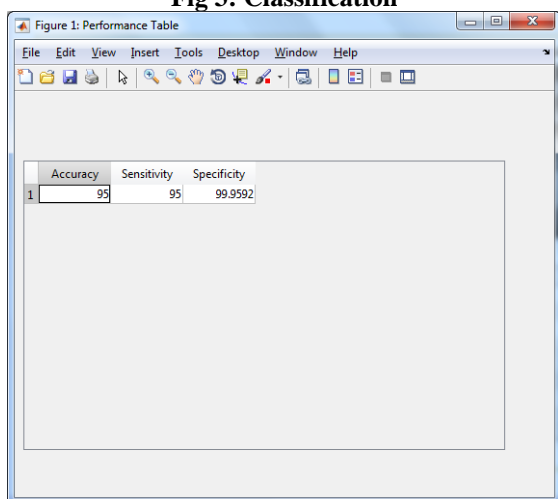 Fig 5: Classification
Figure 1: Performance Table
File Edit View Insert Tools Desktop Window Help
Accuracy Sensitivity Specificity
1 95 95 99.9592